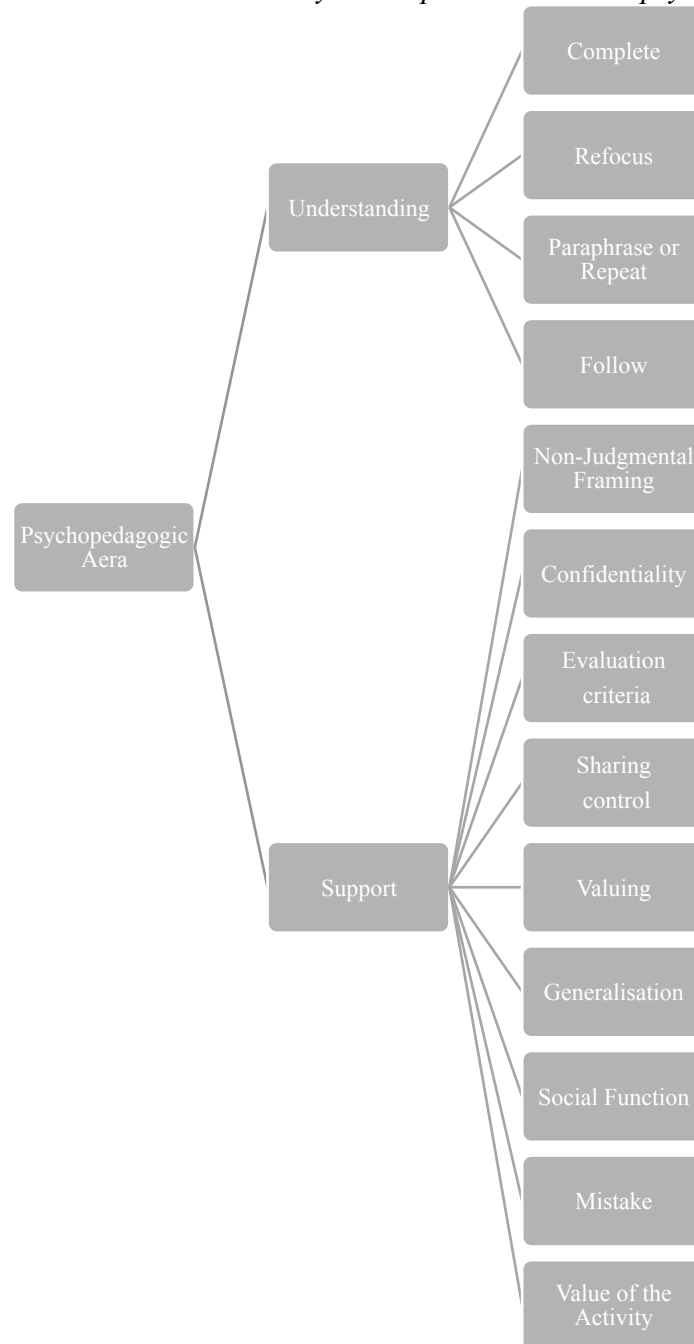 Complete
Refocus
Understanding
Paraphrase or
Repeat
Follow
Non-Judgmental
Framing
Psychopedagogic
Aera
Confidentiality
Evaluation
criteria
Sharing
control
Support
Valuing
Generalisation
Social Function
Mistake
Value of the
Activity